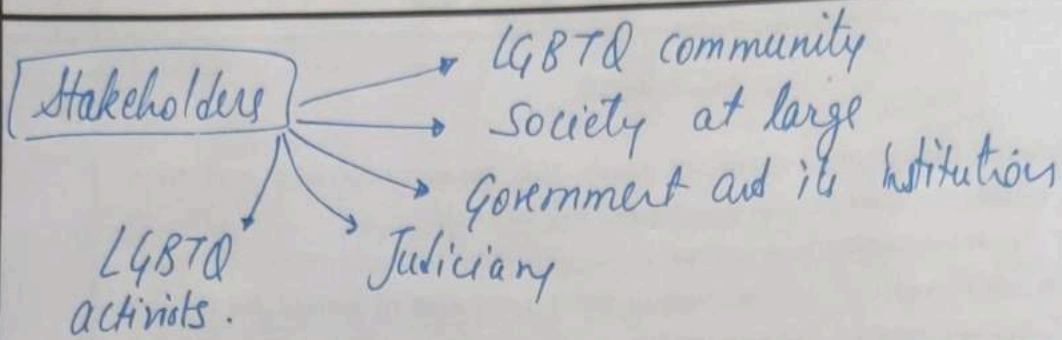 Stakeholders
LGBTQ community
Society at large
Government and its institutions
Judiciary
LGBTQ
activists.